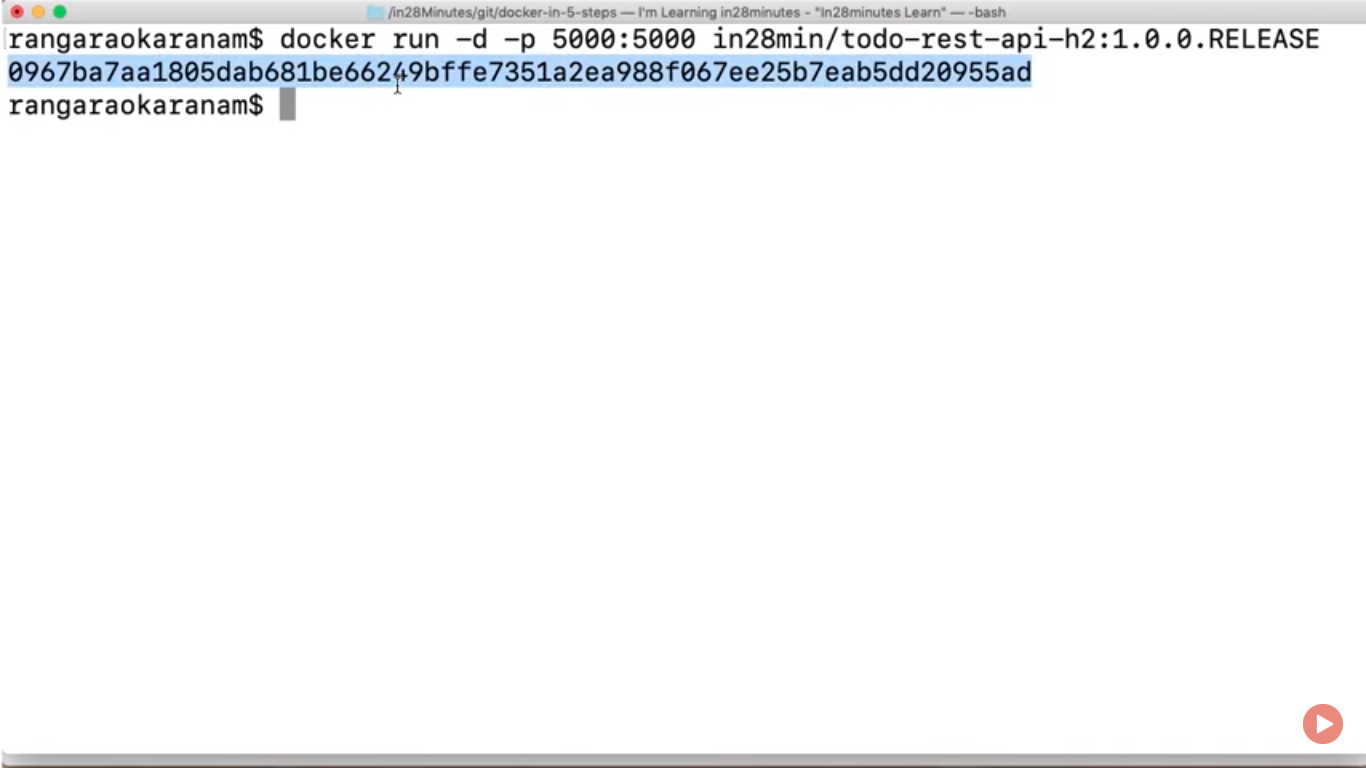 /in28Minutes/git/docker-in-5-steps — I'm Learning in28minutes - "In28minutes Learn" — -bash
rangaraokaranam$ docker run -d -p 5000:5000 in28min/todo-rest-api-h2:1.0.0.RELEASE
0967ba7aa1805dab681be66249bffe7351a2ea988f067ee25b7eab5dd20955ad
rangaraokaranam$